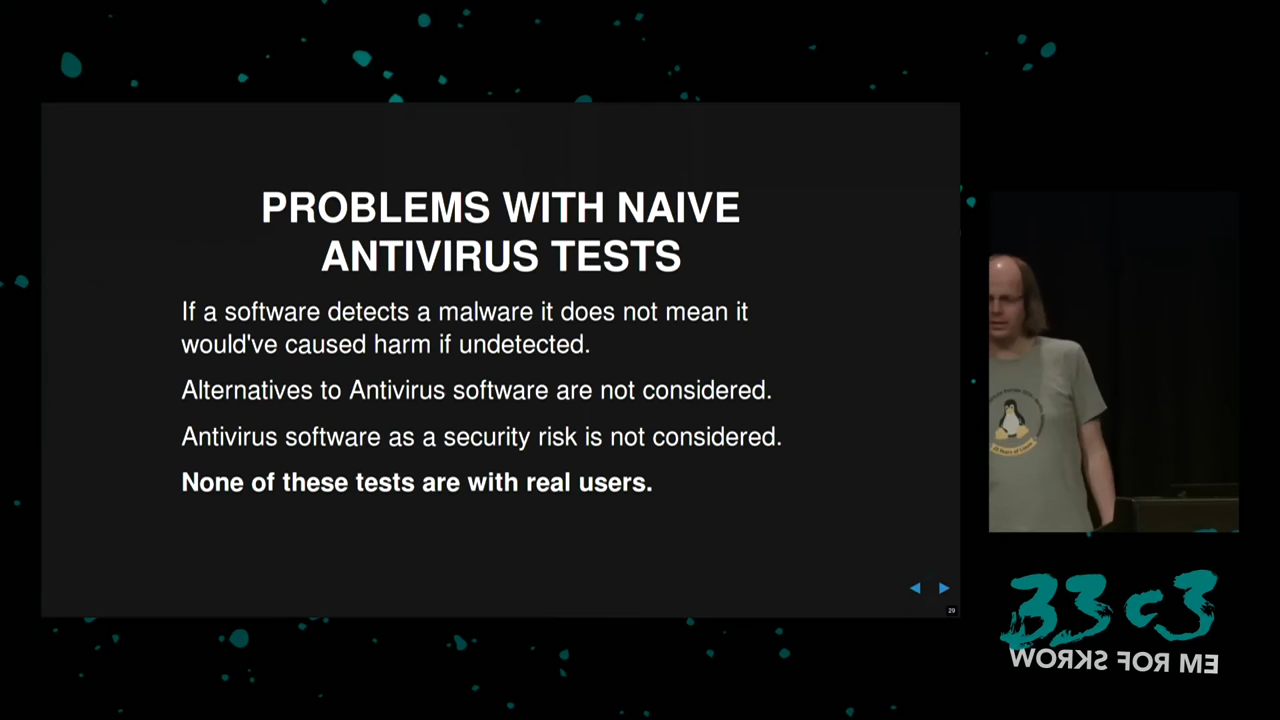 PROBLEMS WITH NAIVE
ANTIVIRUS TESTS
If a software detects a malware it does not mean it
would've caused harm if undetected.
Alternatives to Antivirus software are not considered.
Antivirus software as a security risk is not considered.
None of these tests are with real users.
29
33c3
WORKS FOR ME